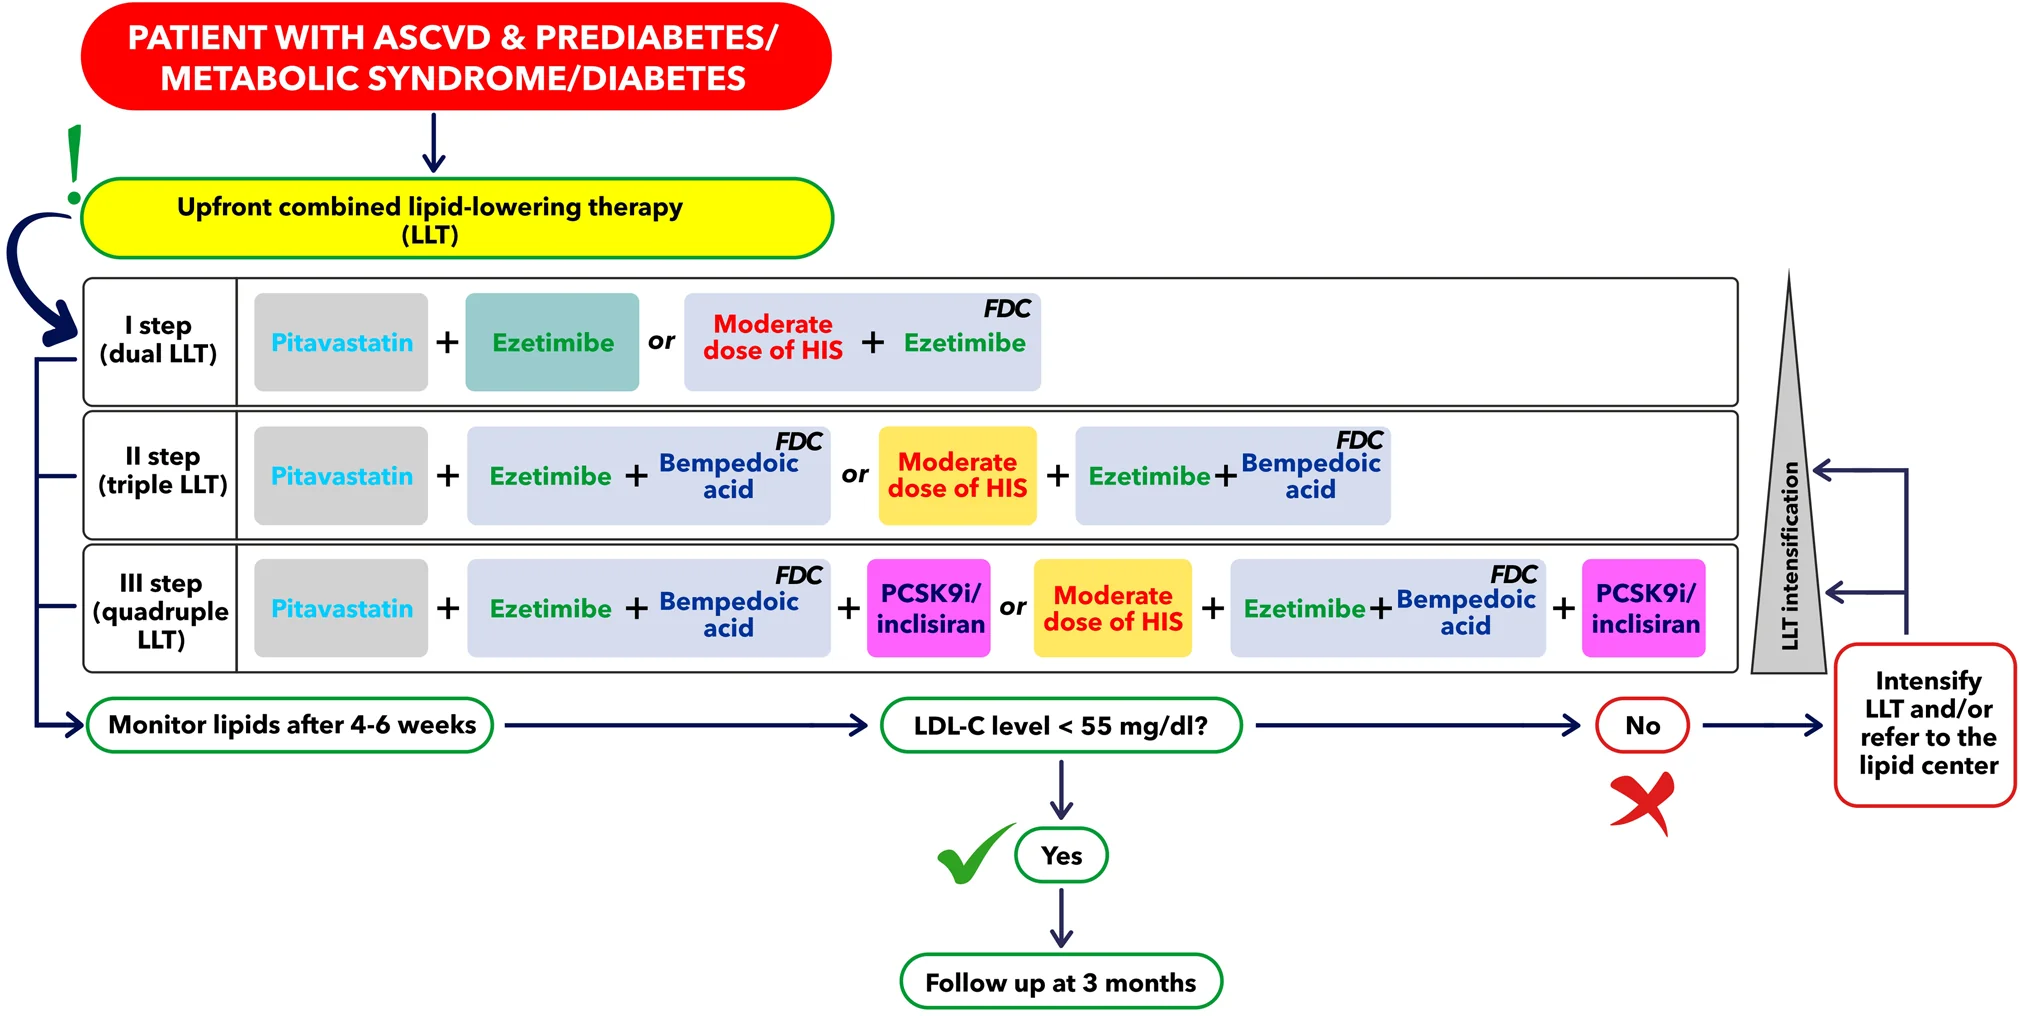 PATIENT WITH ASCVD & PREDIABETES/
METABOLIC SYNDROME/DIABETES
!
Upfront combined lipid-lowering therapy
(LLT)
I step
(dual LLT)
Pitavastatin
+
Ezetimibe
or
Moderate
dose of HIS
+
Ezetimibe
FDC
II step
(triple LLT)
Pitavastatin
+
Ezetimibe
+
Bempedoic
acid
FDC
or
Moderate
dose of HIS
+
Ezetimibe
+
Bempedoic
acid
FDC
III step
(quadruple
LLT)
Pitavastatin
+
Ezetimibe
+
Bempedoic
acid
FDC
+
PCSK9i/
inclisiran
or
Moderate
dose of HIS
+
Ezetimibe
+
Bempedoic
acid
FDC
+
PCSK9i/
inclisiran
LLT intensification
Monitor lipids after 4-6 weeks
LDL-C level < 55 mg/dl?
No
Intensify
LLT and/or
refer to the
lipid center
Yes
Follow up at 3 months